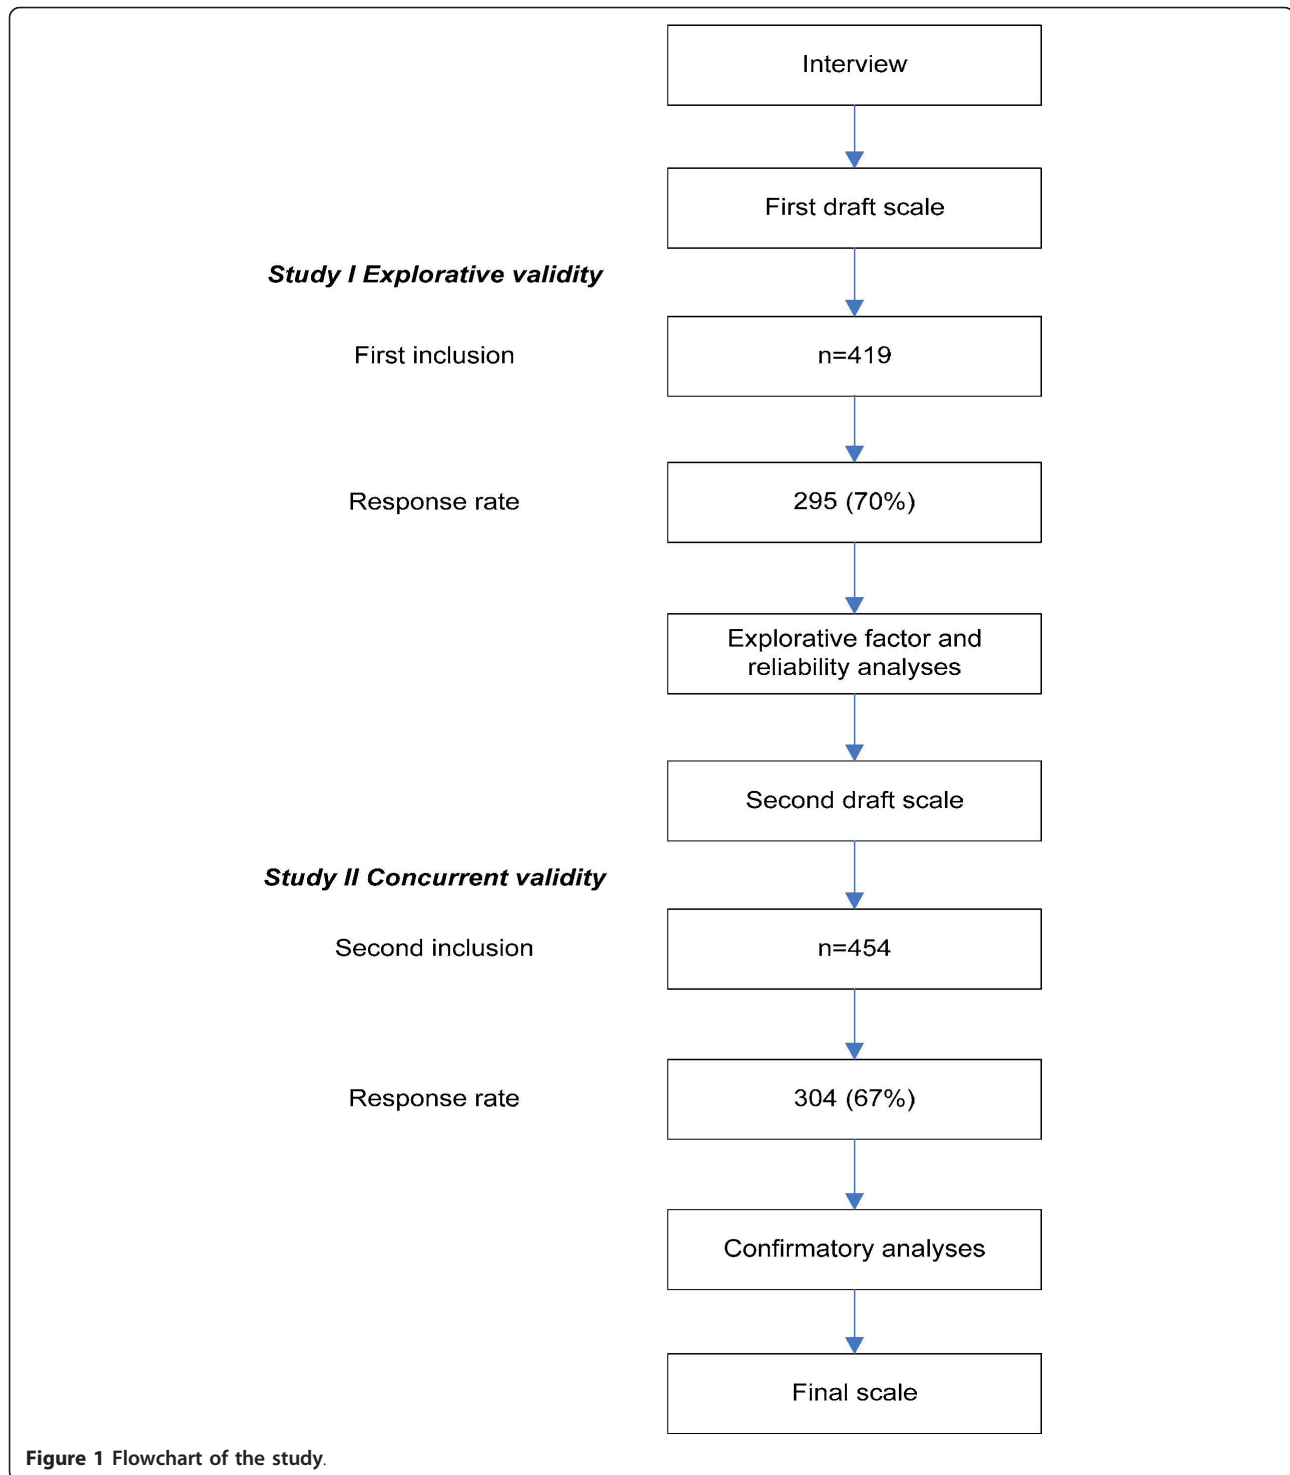 Interview
First draft scale
Study I Explorative validity
First inclusion
n=419
Response rate
295 (70%)
Explorative factor and
reliability analyses
Second draft scale
Study II Concurrent validity
Second inclusion
n=454
Response rate
304 (67%)
Confirmatory analyses
Final scale
Figure 1 Flowchart of the study.